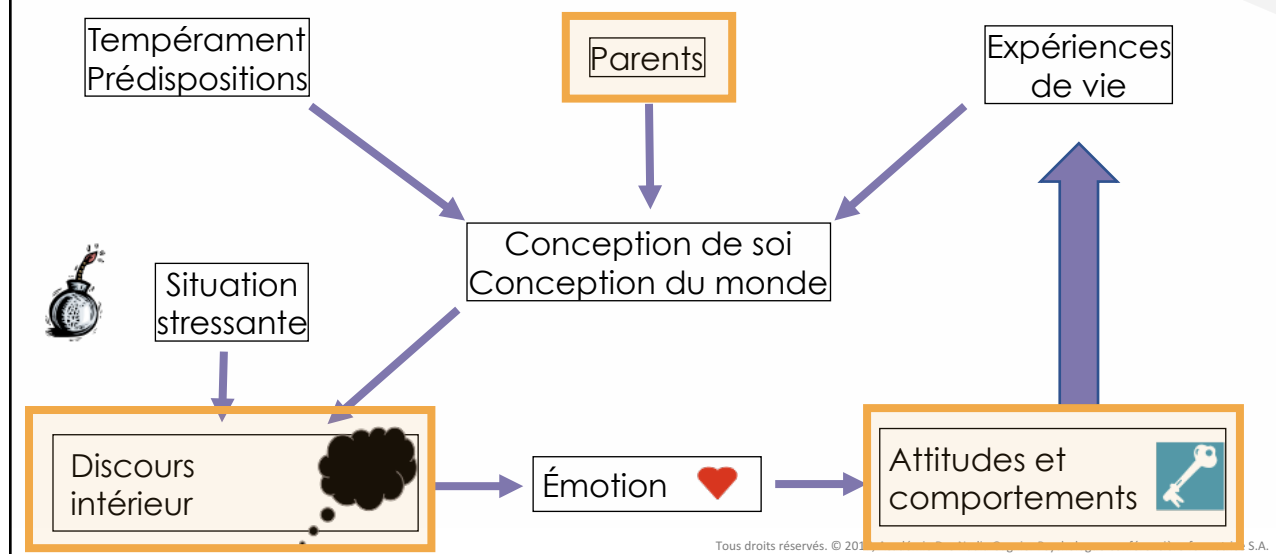 Tempérament
Prédispositions
Parents
Expériences
de vie
Conception de soi
Conception du monde
Situation
stressante
Discours
intérieur
Émotion
Attitudes et
comportements
Tous droits réservés. © 201 S.A.